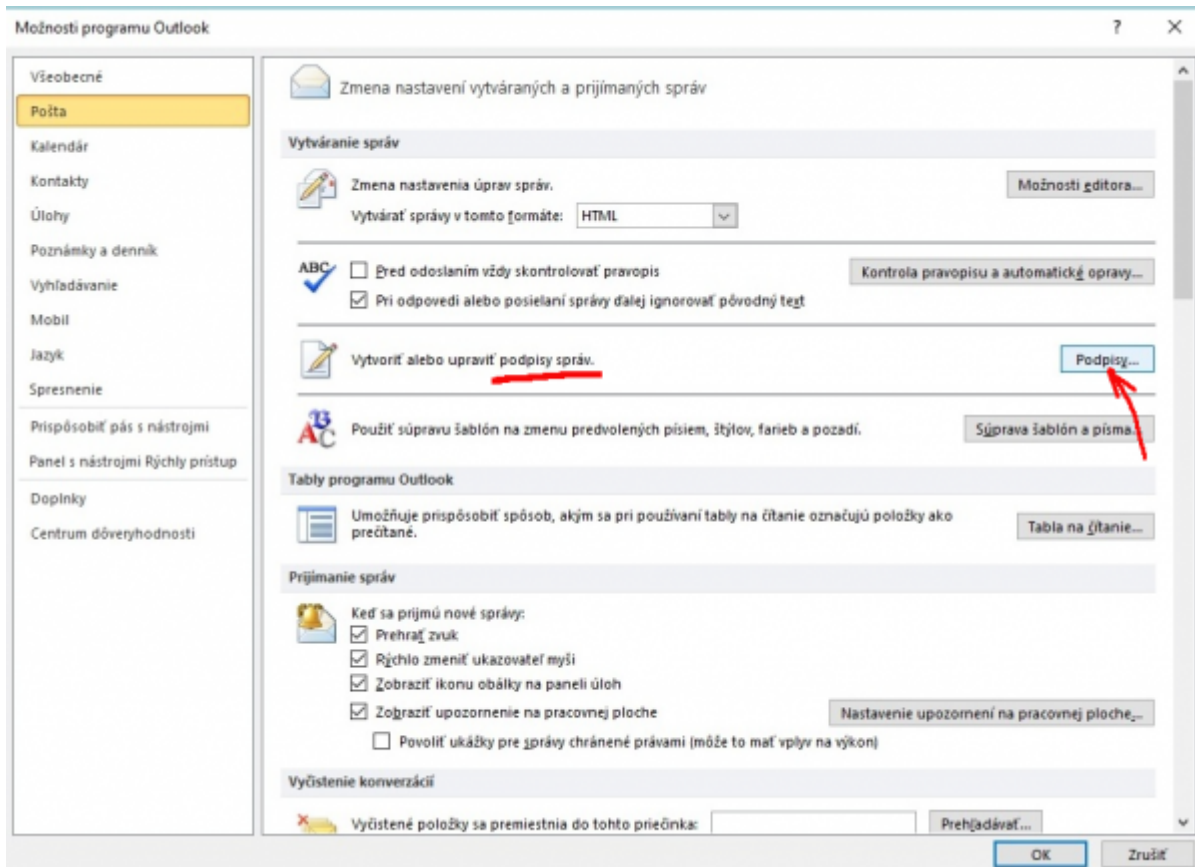 Možnosti programu Outlook
?
Všeobecné
Pošta
Kalendár
Kontakty
Úlohy
Poznámky a denník
Vyhľadávanie
Mobil
Jazyk
Spresnenie
Prispôsobiť pás s nástrojmi
Panel s nástrojmi Rýchly prístup
Doplnky
Centrum dôveryhodnosti
Zmena nastavení vytváraných a prijímaných správ
Vytváranie správ
Zmena nastavenia úprav správ.
Možnosti editora...
Vytvárať správy v tomto formáte: HTML
ABC
Pred odoslaním vždy skontrolovať pravopis
Kontrola pravopisu a automatické opravy...
Pri odpovedi alebo posielaní správy ďalej ignorovať pôvodný text
Vytvoriť alebo upraviť podpisy správ.
Podpisy...
Použiť súpravu šablón na zmenu predvolených písiem, štýlov, farieb a pozadí.
Súprava šablón a písma...
Tably programu Outlook
Umožňuje prispôsobiť spôsob, akým sa pri používaní tably na čítanie označujú položky ako
prečítané.
Tabla na čítanie...
Prijímanie správ
Keď sa prijmú nové správy:
Prehrať zvuk
Rýchlo zmeniť ukazovateľ myši
Zobraziť ikonu obálky na paneli úloh
Zobraziť upozornenie na pracovnej ploche
Nastavenie upozornení na pracovnej ploche...
Povoliť ukážky pre správy chránené právami (môže to mať vplyv na výkon)
Vyčistenie konverzácií
Vyčistené položky sa premiestnia do tohto priečinka:
Prehľadávať...
OK
Zrušiť